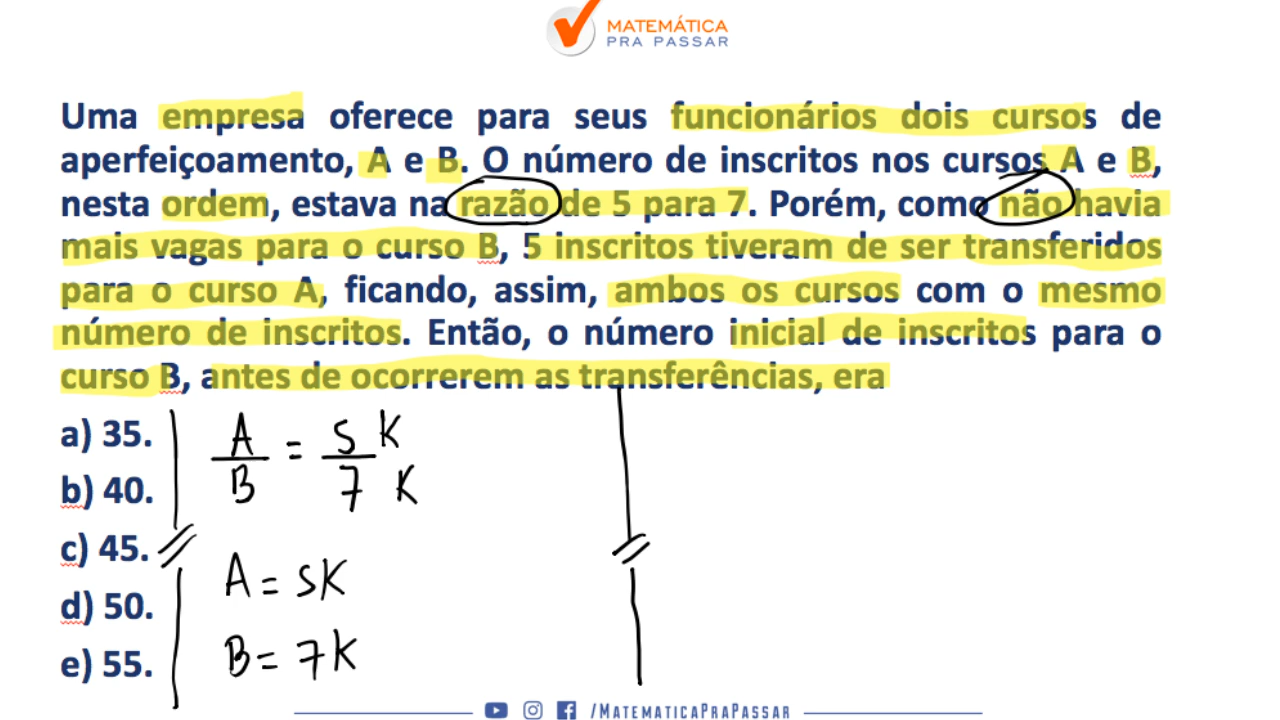 MATEMÁTICA
PRA PASSAR
Uma empresa oferece para seus funcionários dois cursos de
aperfeiçoamento, A e B. O número de inscritos nos cursos A e B,
nesta ordem, estava na razão de 5 para 7. Porém, como não havia
mais vagas para o curso B, 5 inscritos tiveram de ser transferidos
para o curso A, ficando, assim, ambos os cursos com o mesmo
número de inscritos. Então, o número inicial de inscritos para o
curso B, antes de ocorrerem as transferências, era
a) 35.
b) 40.
c) 45.
d) 50.
e) 55.
A = 5 K
B 7 K
A = 5K
B = 7K
/MatematicaPraPassar